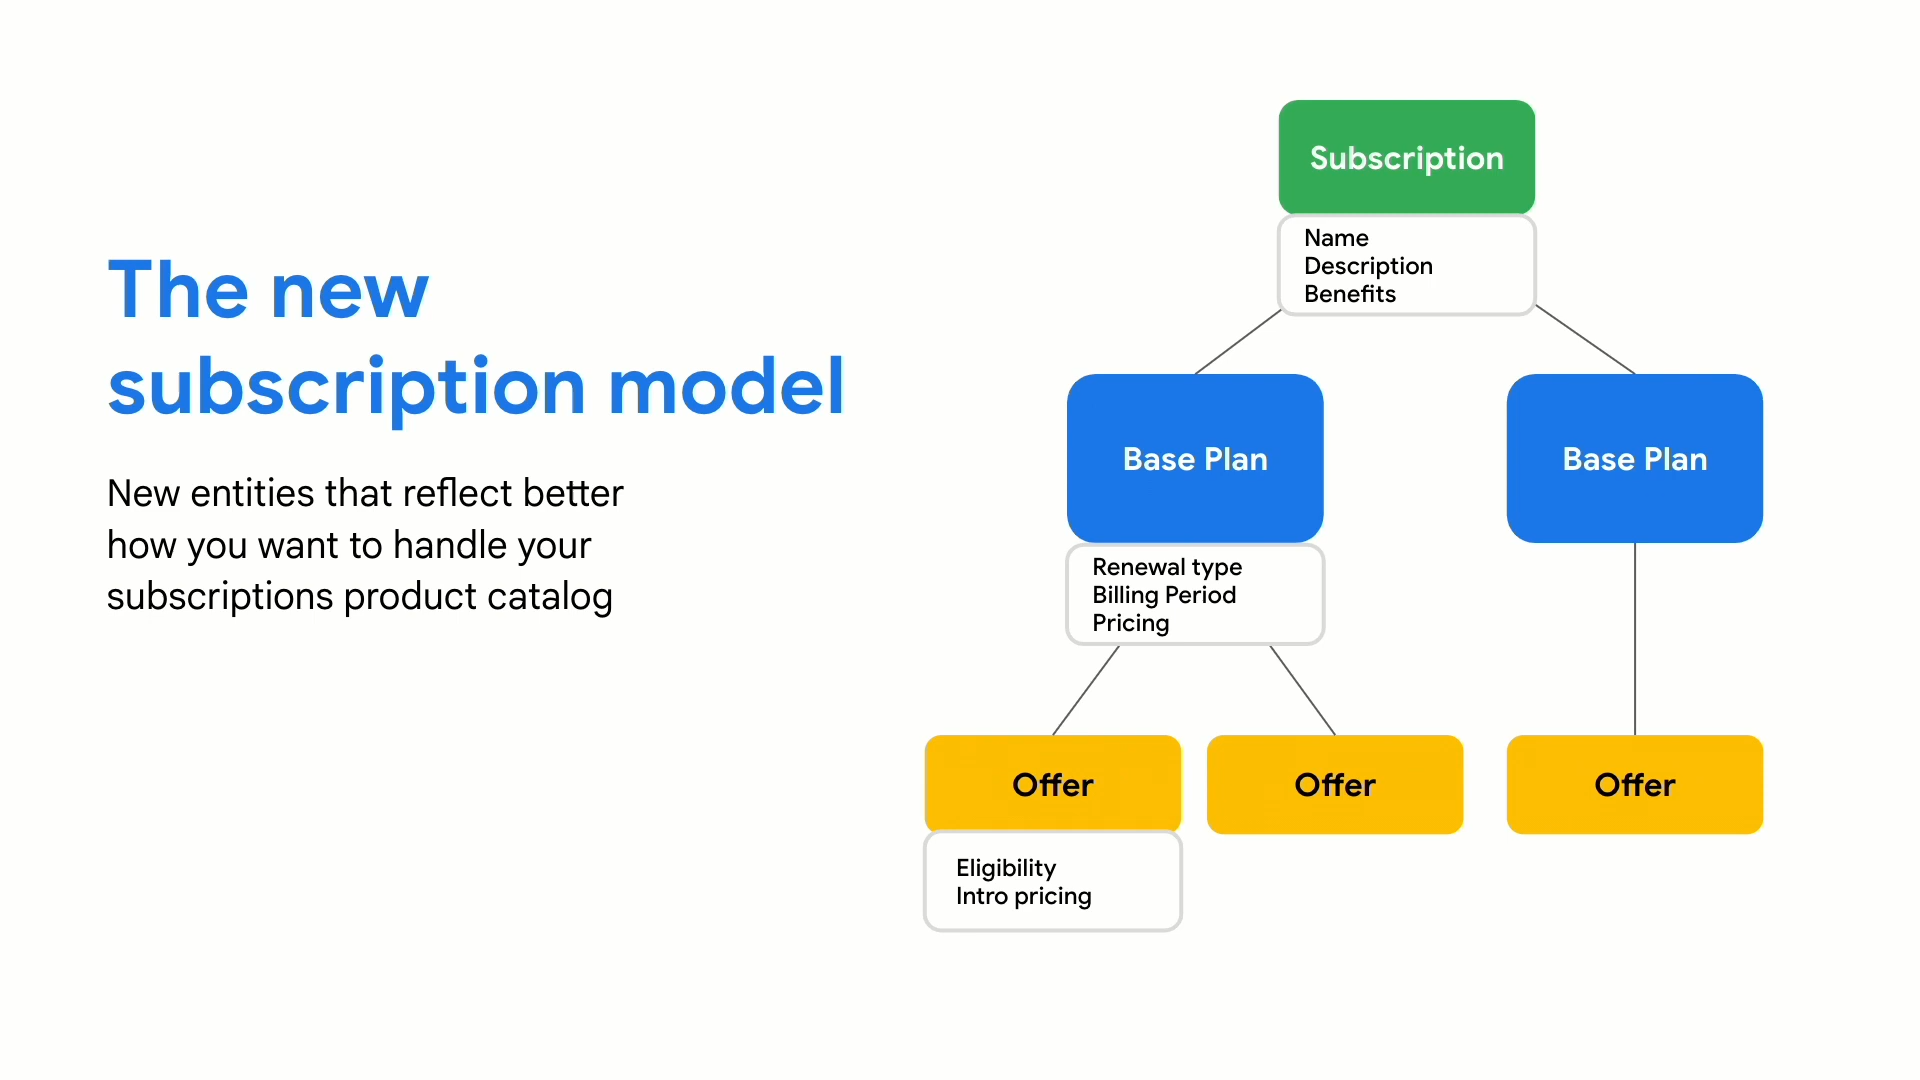 The new
subscription model
New entities that reflect better
how you want to handle your
subscriptions product catalog
Subscription
Name
Description
Benefits
Base Plan
Base Plan
Renewal type
Billing Period
Pricing
Offer
Offer
Offer
Eligibility
Intro pricing